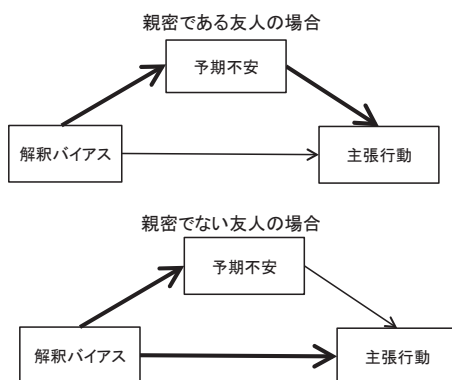 親密である友人の場合
予期不安
解釈バイアス
主張行動
親密でない友人の場合
予期不安
解釈バイアス
主張行動